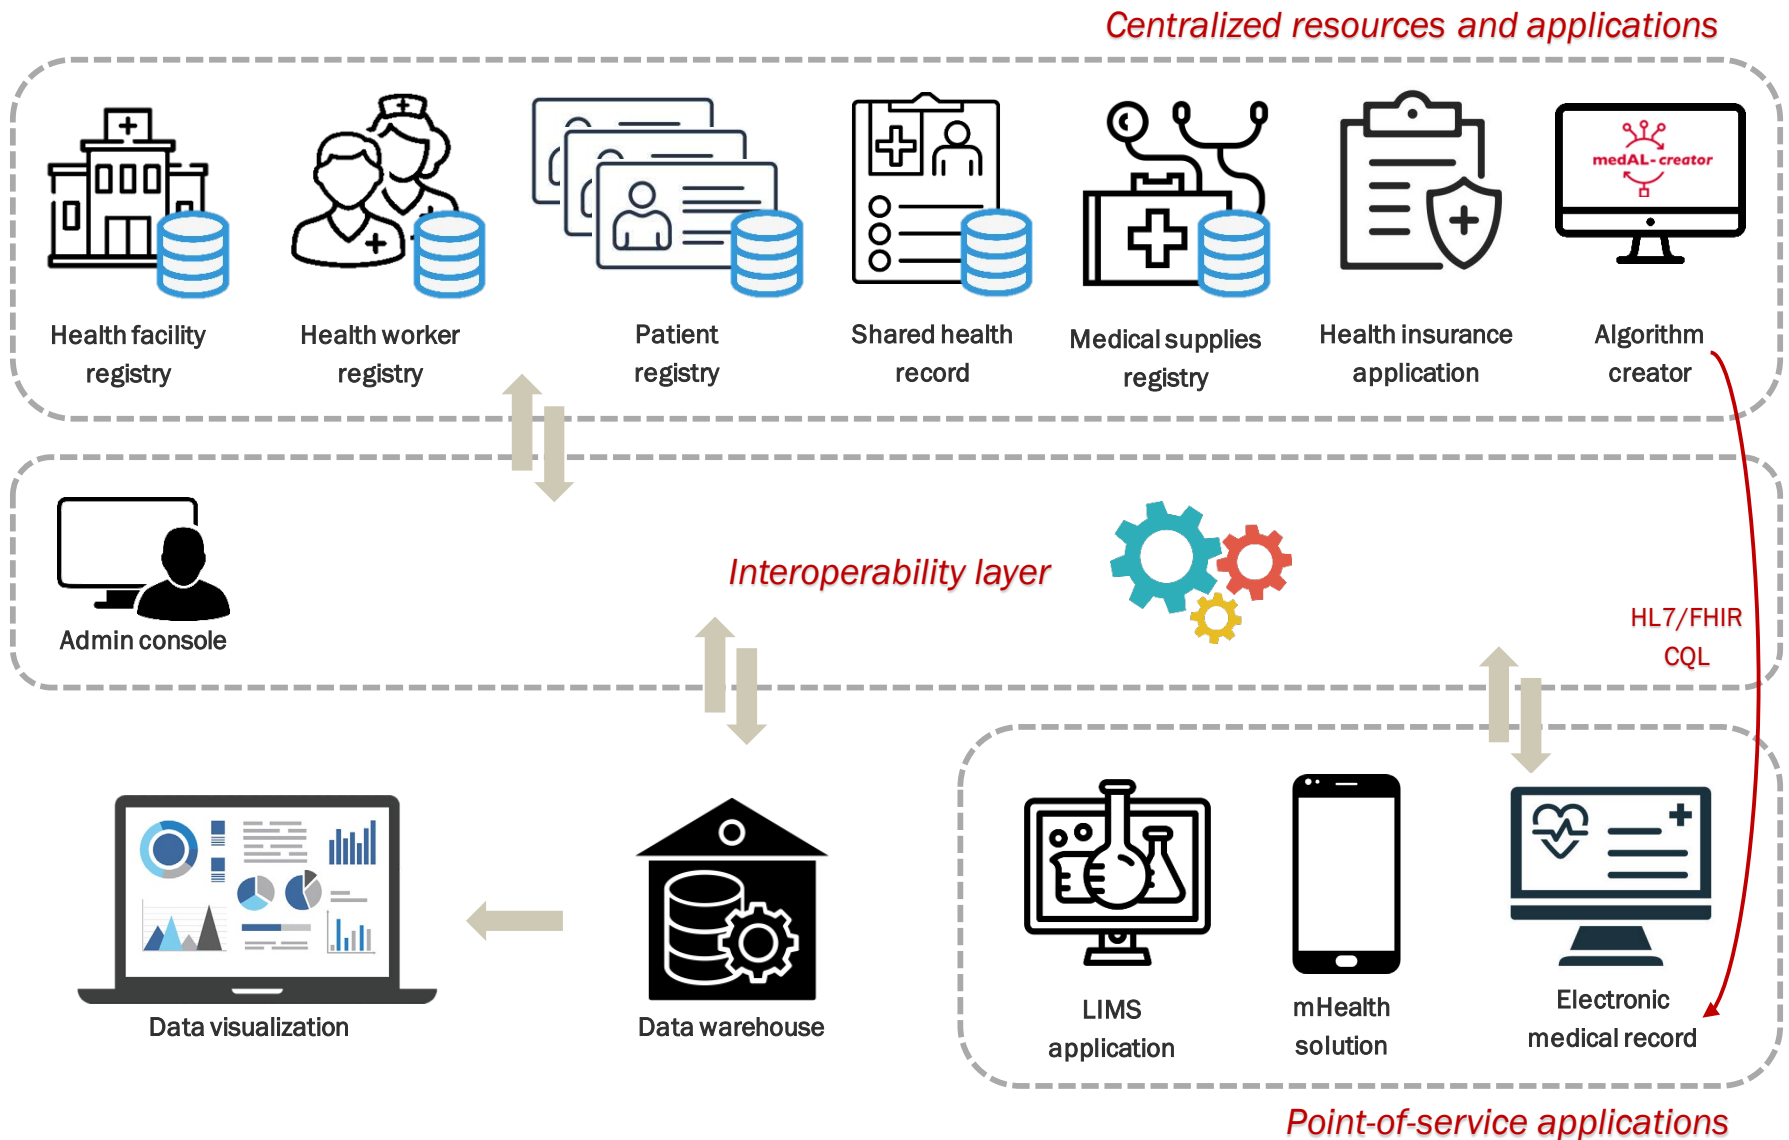 Centralized resources and applications
medAL-creator
Health facility
registry
Health worker
registry
Patient
registry
Shared health
record
Medical supplies
registry
Health insurance
application
Algorithm
creator
Interoperability layer
Admin console
HL7/FHIR
CQL
Data visualization
Data warehouse
LIMS
application
mHealth
solution
Electronic
medical record
Point-of-service applications